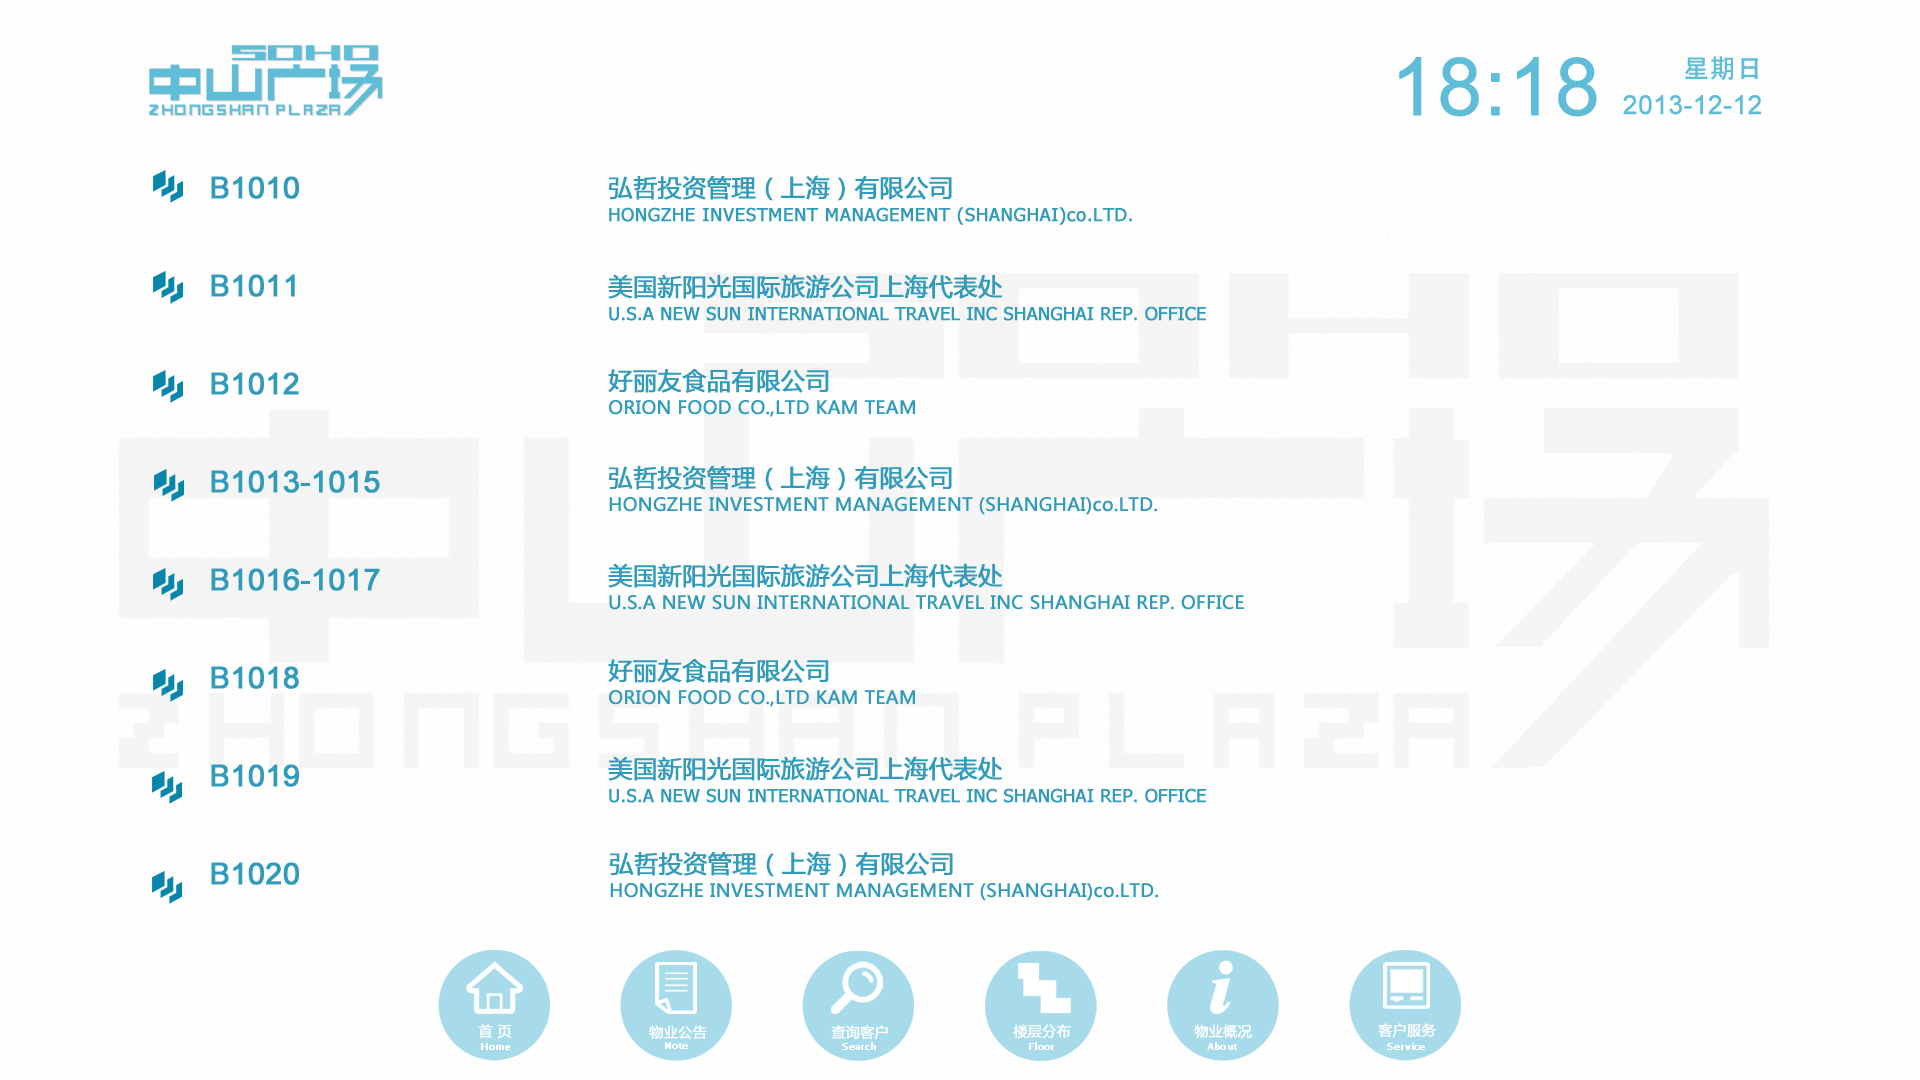 SOHO
中山广场
ZHONGSHAN PLAZA
18:18
星期日
2013-12-12
B1010
弘哲投资管理（上海）有限公司
HONGZHE INVESTMENT MANAGEMENT (SHANGHAI)co.LTD.
B1011
美国新阳光国际旅游公司上海代表处
U.S.A NEW SUN INTERNATIONAL TRAVEL INC SHANGHAI REP. OFFICE
B1012
好丽友食品有限公司
ORION FOOD CO.,LTD KAM TEAM
B1013-1015
弘哲投资管理（上海）有限公司
HONGZHE INVESTMENT MANAGEMENT (SHANGHAI)co.LTD.
B1016-1017
美国新阳光国际旅游公司上海代表处
U.S.A NEW SUN INTERNATIONAL TRAVEL INC SHANGHAI REP. OFFICE
B1018
好丽友食品有限公司
ORION FOOD CO.,LTD KAM TEAM
B1019
美国新阳光国际旅游公司上海代表处
U.S.A NEW SUN INTERNATIONAL TRAVEL INC SHANGHAI REP. OFFICE
B1020
弘哲投资管理（上海）有限公司
HONGZHE INVESTMENT MANAGEMENT (SHANGHAI)co.LTD.
SOHO
中山广场
ZHONGSHAN PLAZA
首 页
Home
物业公告
Note
查询客户
Search
楼层分布
Floor
物业概况
About
客户服务
Service